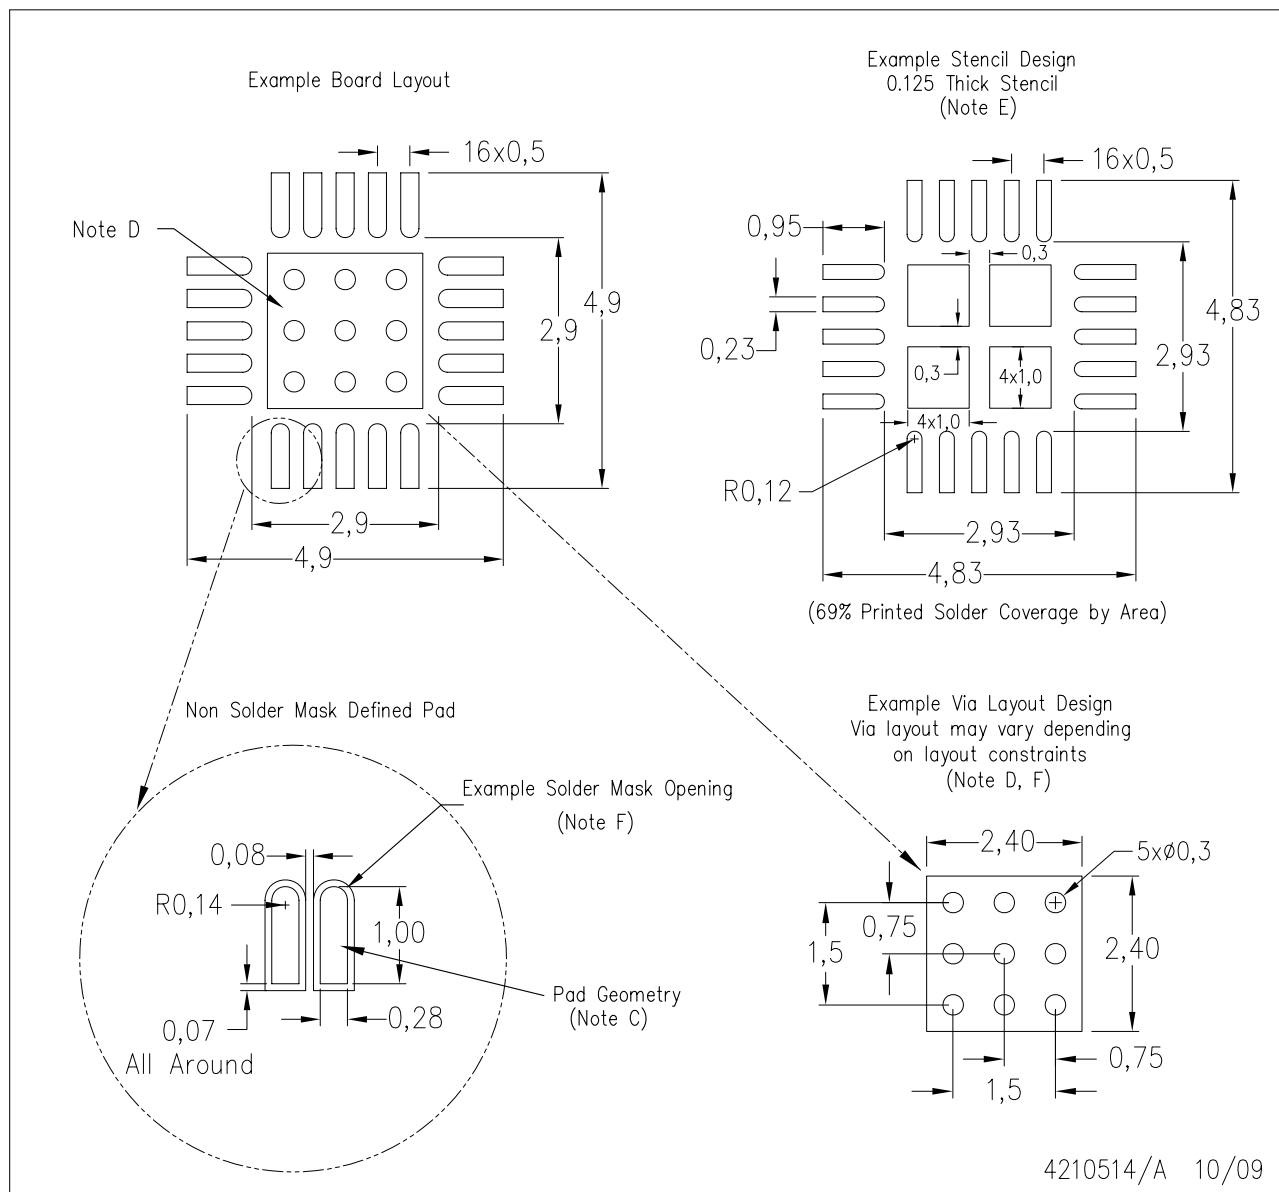 Example Board Layout
16x0,5
Note D
2,9
4,9
2,9
4,9
Example Stencil Design
0.125 Thick Stencil
(Note E)
16x0,5
0,95
0,3
0,23
0,3
4x1,0
4x1,0
4,83
2,93
R0,12
2,93
4,83
(69% Printed Solder Coverage by Area)
Non Solder Mask Defined Pad
Example Solder Mask Opening
(Note F)
0,08
R0,14
1,00
0,07
All Around
0,28
Pad Geometry
(Note C)
Example Via Layout Design
Via layout may vary depending
on layout constraints
(Note D, F)
2,40
5xø0,3
0,75
1,5
2,40
0,75
1,5
4210514/A 10/09